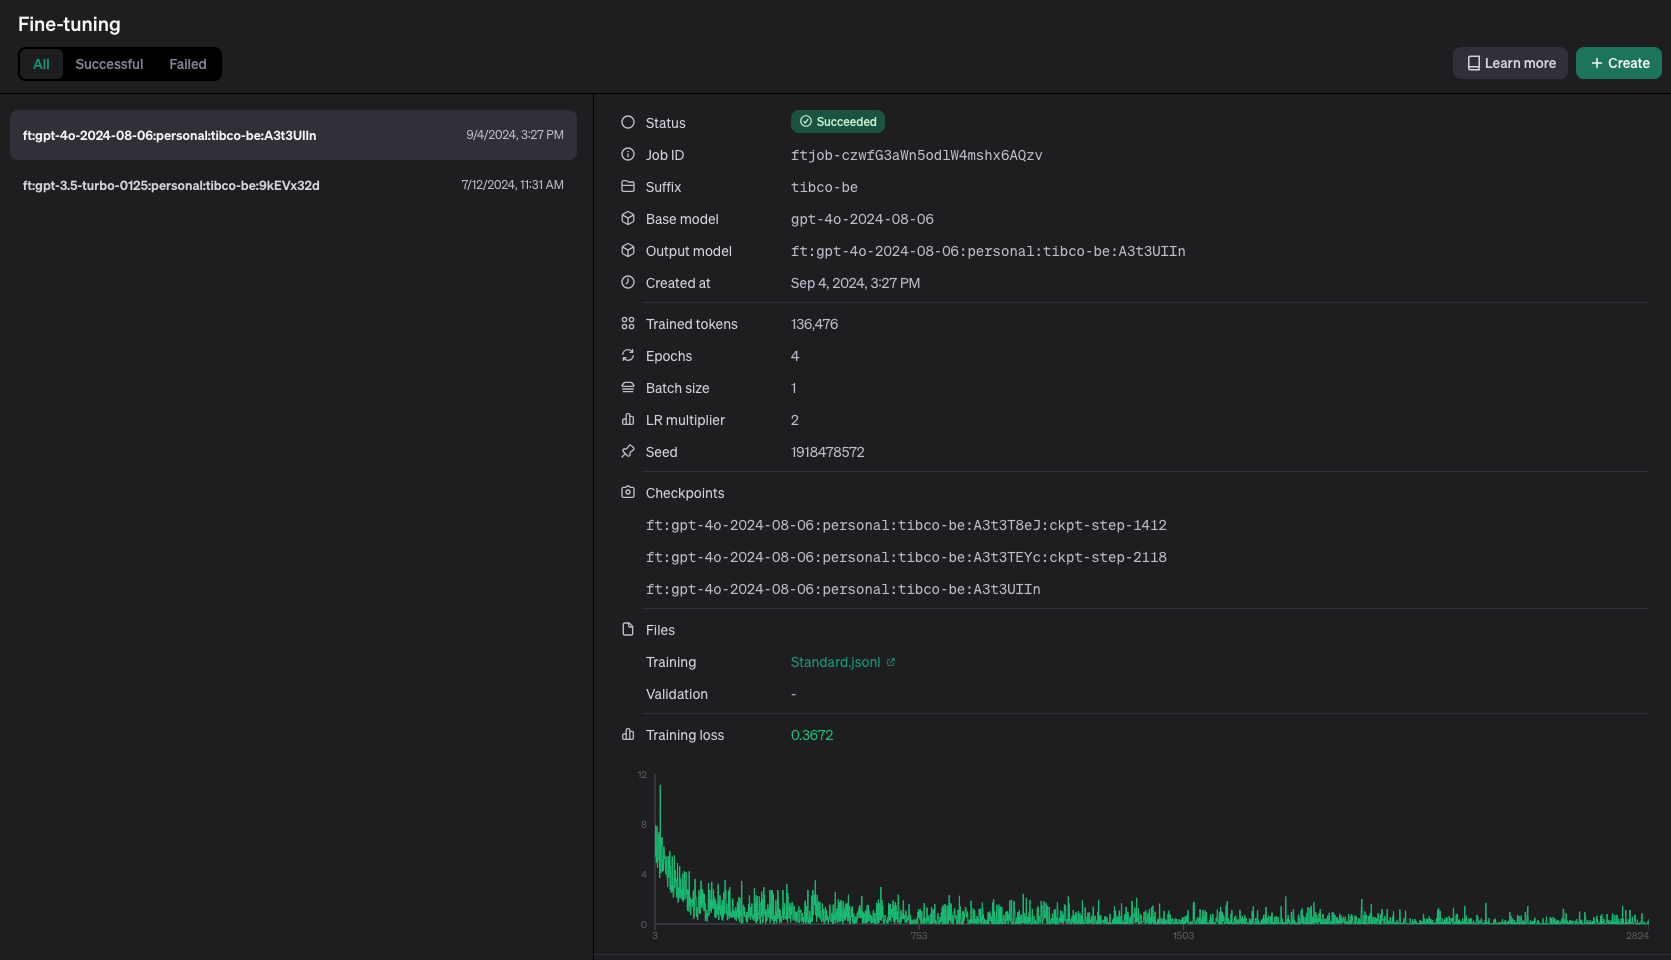 Fine-tuning
All Successful Failed
Learn more
+ Create
ft:gpt-4o-2024-08-06:personal:tibco-be:A3t3UIIn 9/4/2024, 3:27 PM
ft:gpt-3.5-turbo-0125:personal:tibco-be:9kEVx32d 7/12/2024, 11:31 AM
Status Succeeded
Job ID ftjob-czwfG3aWn5odlW4mshx6AQzv
Suffix tibco-be
Base model gpt-4o-2024-08-06
Output model ft:gpt-4o-2024-08-06:personal:tibco-be:A3t3UIIn
Created at Sep 4, 2024, 3:27 PM
Trained tokens 136,476
Epochs 4
Batch size 1
LR multiplier 2
Seed 1918478572
Checkpoints
ft:gpt-4o-2024-08-06:personal:tibco-be:A3t3T8eJ:ckpt-step-1412
ft:gpt-4o-2024-08-06:personal:tibco-be:A3t3TEYc:ckpt-step-2118
ft:gpt-4o-2024-08-06:personal:tibco-be:A3t3UIIn
Files
Training Standard.jsonl
Validation -
Training loss 0.3672
12
8
4
0
3 753 1503 2824